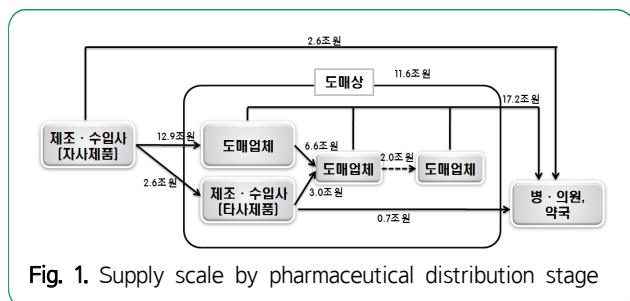 2.6조원
도매상
11.6조원
17.2조원
제조 · 수입사
(자사제품)
12.9조원
도매업체
6.6조원
도매업체
2.0조원
도매업체
2.6조원
제조 · 수입사
(타사제품)
3.0조원
0.7조원
병 · 의원,
약국
Fig. 1. Supply scale by pharmaceutical distribution stage